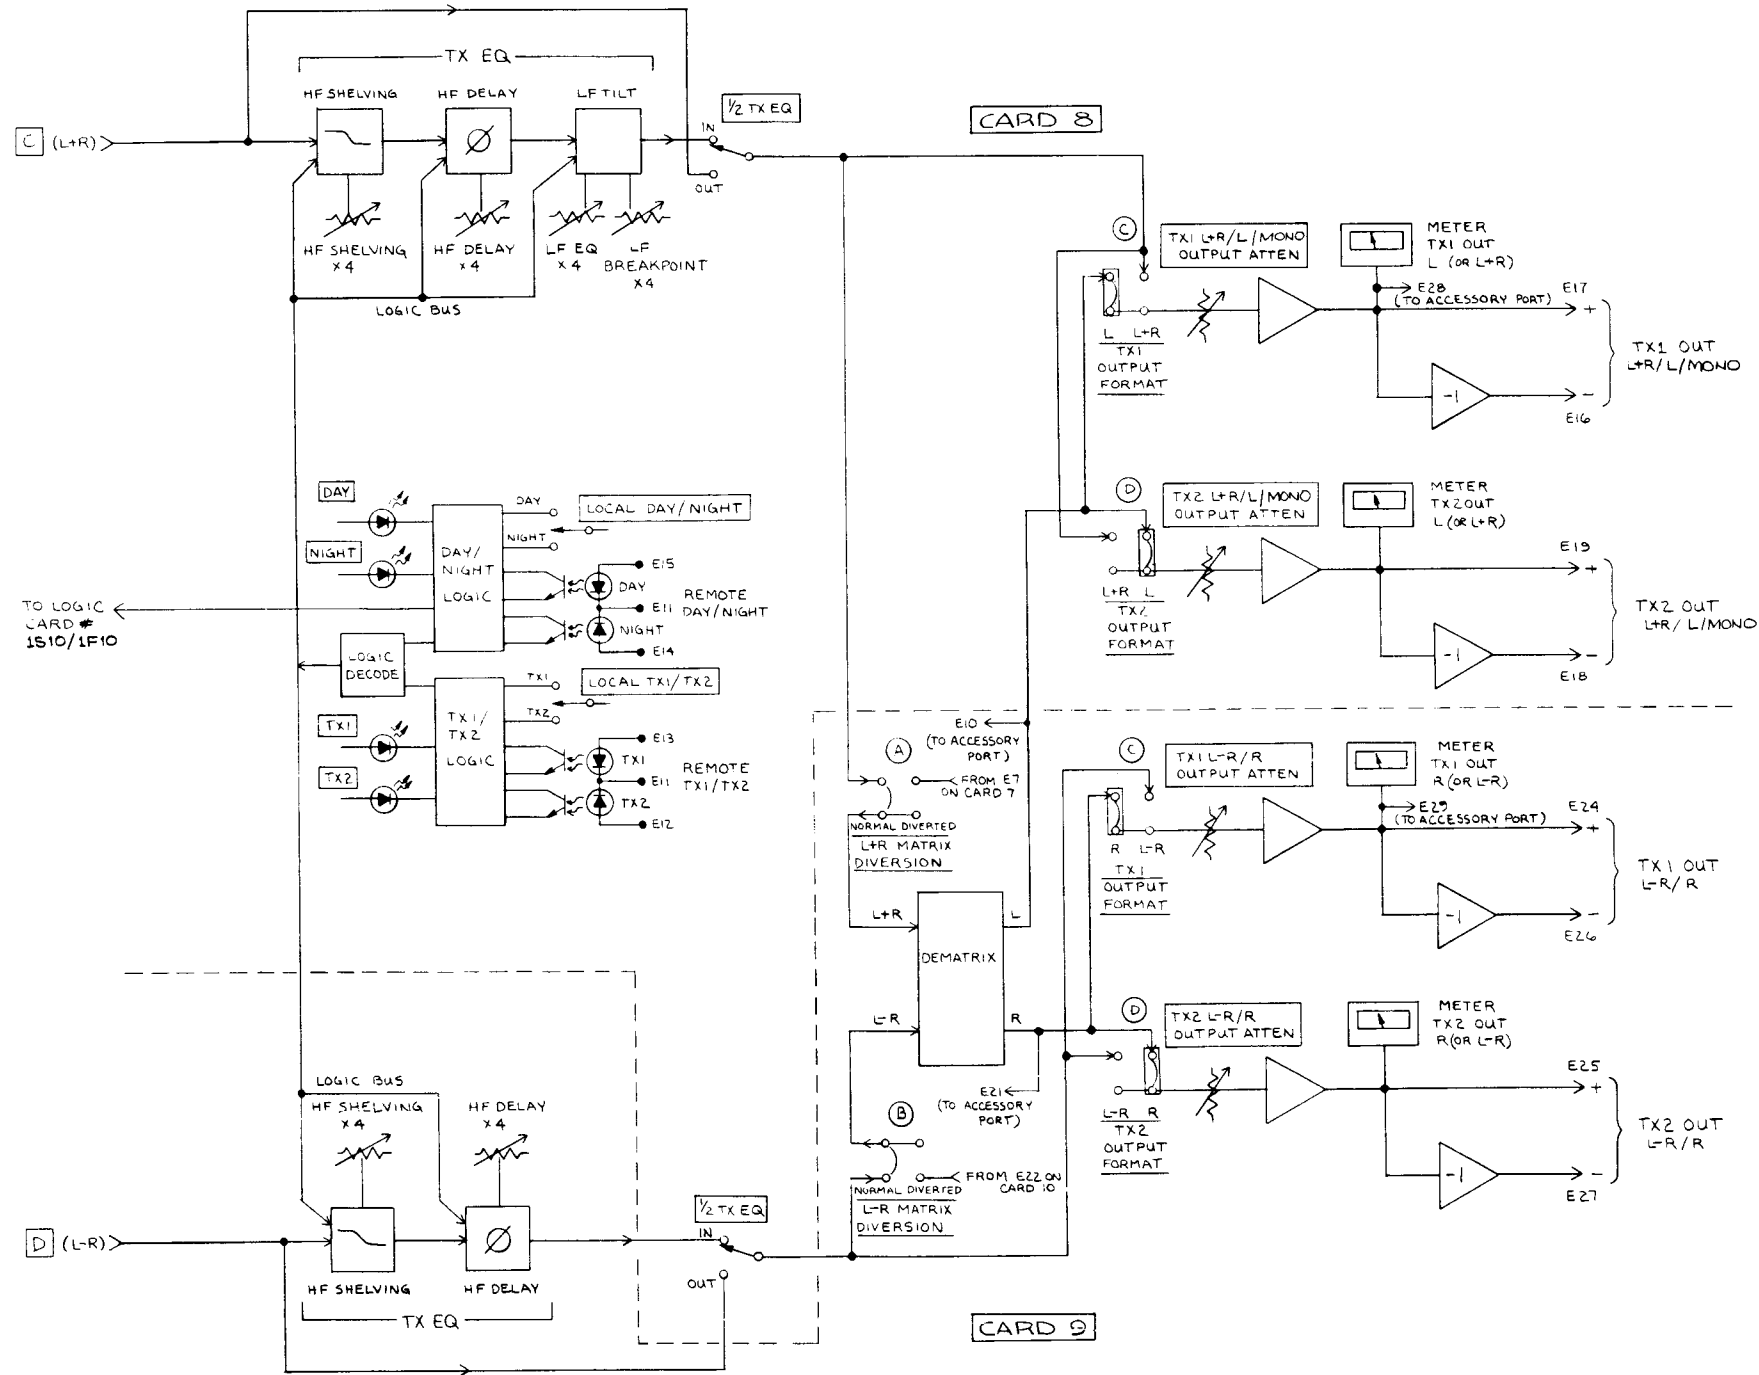 TX EQ
HF SHELVING
HF DELAY
LF TILT
1/2 TX EQ
IN
OUT
CARD 8
C (L+R)
HF SHELVING
X4
HF DELAY
X4
LF EQ
X4
LF
BREAKPOINT
X4
LOGIC BUS
C
TX1 L+R/L/MONO
OUTPUT ATTEN
METER
TX1 OUT
L (OR L+R)
E28
(TO ACCESSORY PORT)
E17
+
L L+R
TX1
OUTPUT
FORMAT
TX1 OUT
L+R/L/MONO
-1
-
E16
DAY
NIGHT
DAY/
NIGHT
LOGIC
DAY
NIGHT
LOCAL DAY/NIGHT
E15
DAY
E11
REMOTE
DAY/NIGHT
NIGHT
E14
TO LOGIC
CARD #
1S10/1F10
LOGIC
DECODE
D
TX2 L+R/L/MONO
OUTPUT ATTEN
METER
TX2 OUT
L (OR L+R)
E19
+
L+R L
TX2
OUTPUT
FORMAT
TX2 OUT
L+R/L/MONO
-1
-
E18
TX1
TX2
TX1/
TX2
LOGIC
TX1
TX2
LOCAL TX1/TX2
E13
TX1
E11
REMOTE
TX1/TX2
TX2
E12
E10
(TO ACCESSORY
PORT)
A
FROM E7
ON CARD 7
NORMAL DIVERTED
L+R MATRIX
DIVERSION
C
TX1 L-R/R
OUTPUT ATTEN
METER
TX1 OUT
R (OR L-R)
E29
(TO ACCESSORY PORT)
E24
+
R L-R
TX1
OUTPUT
FORMAT
TX1 OUT
L-R/R
-1
-
E26
L+R
L
DEMATRIX
L-R
R
E21
(TO ACCESSORY
PORT)
B
FROM E22 ON
CARD 10
NORMAL DIVERTED
L-R MATRIX
DIVERSION
D
TX2 L-R/R
OUTPUT ATTEN
METER
TX2 OUT
R (OR L-R)
E25
+
L-R R
TX2
OUTPUT
FORMAT
TX2 OUT
L-R/R
-1
-
E27
LOGIC BUS
HF SHELVING
X4
HF DELAY
X4
1/2 TX EQ
IN
OUT
D (L-R)
HF SHELVING
HF DELAY
TX EQ
CARD 9